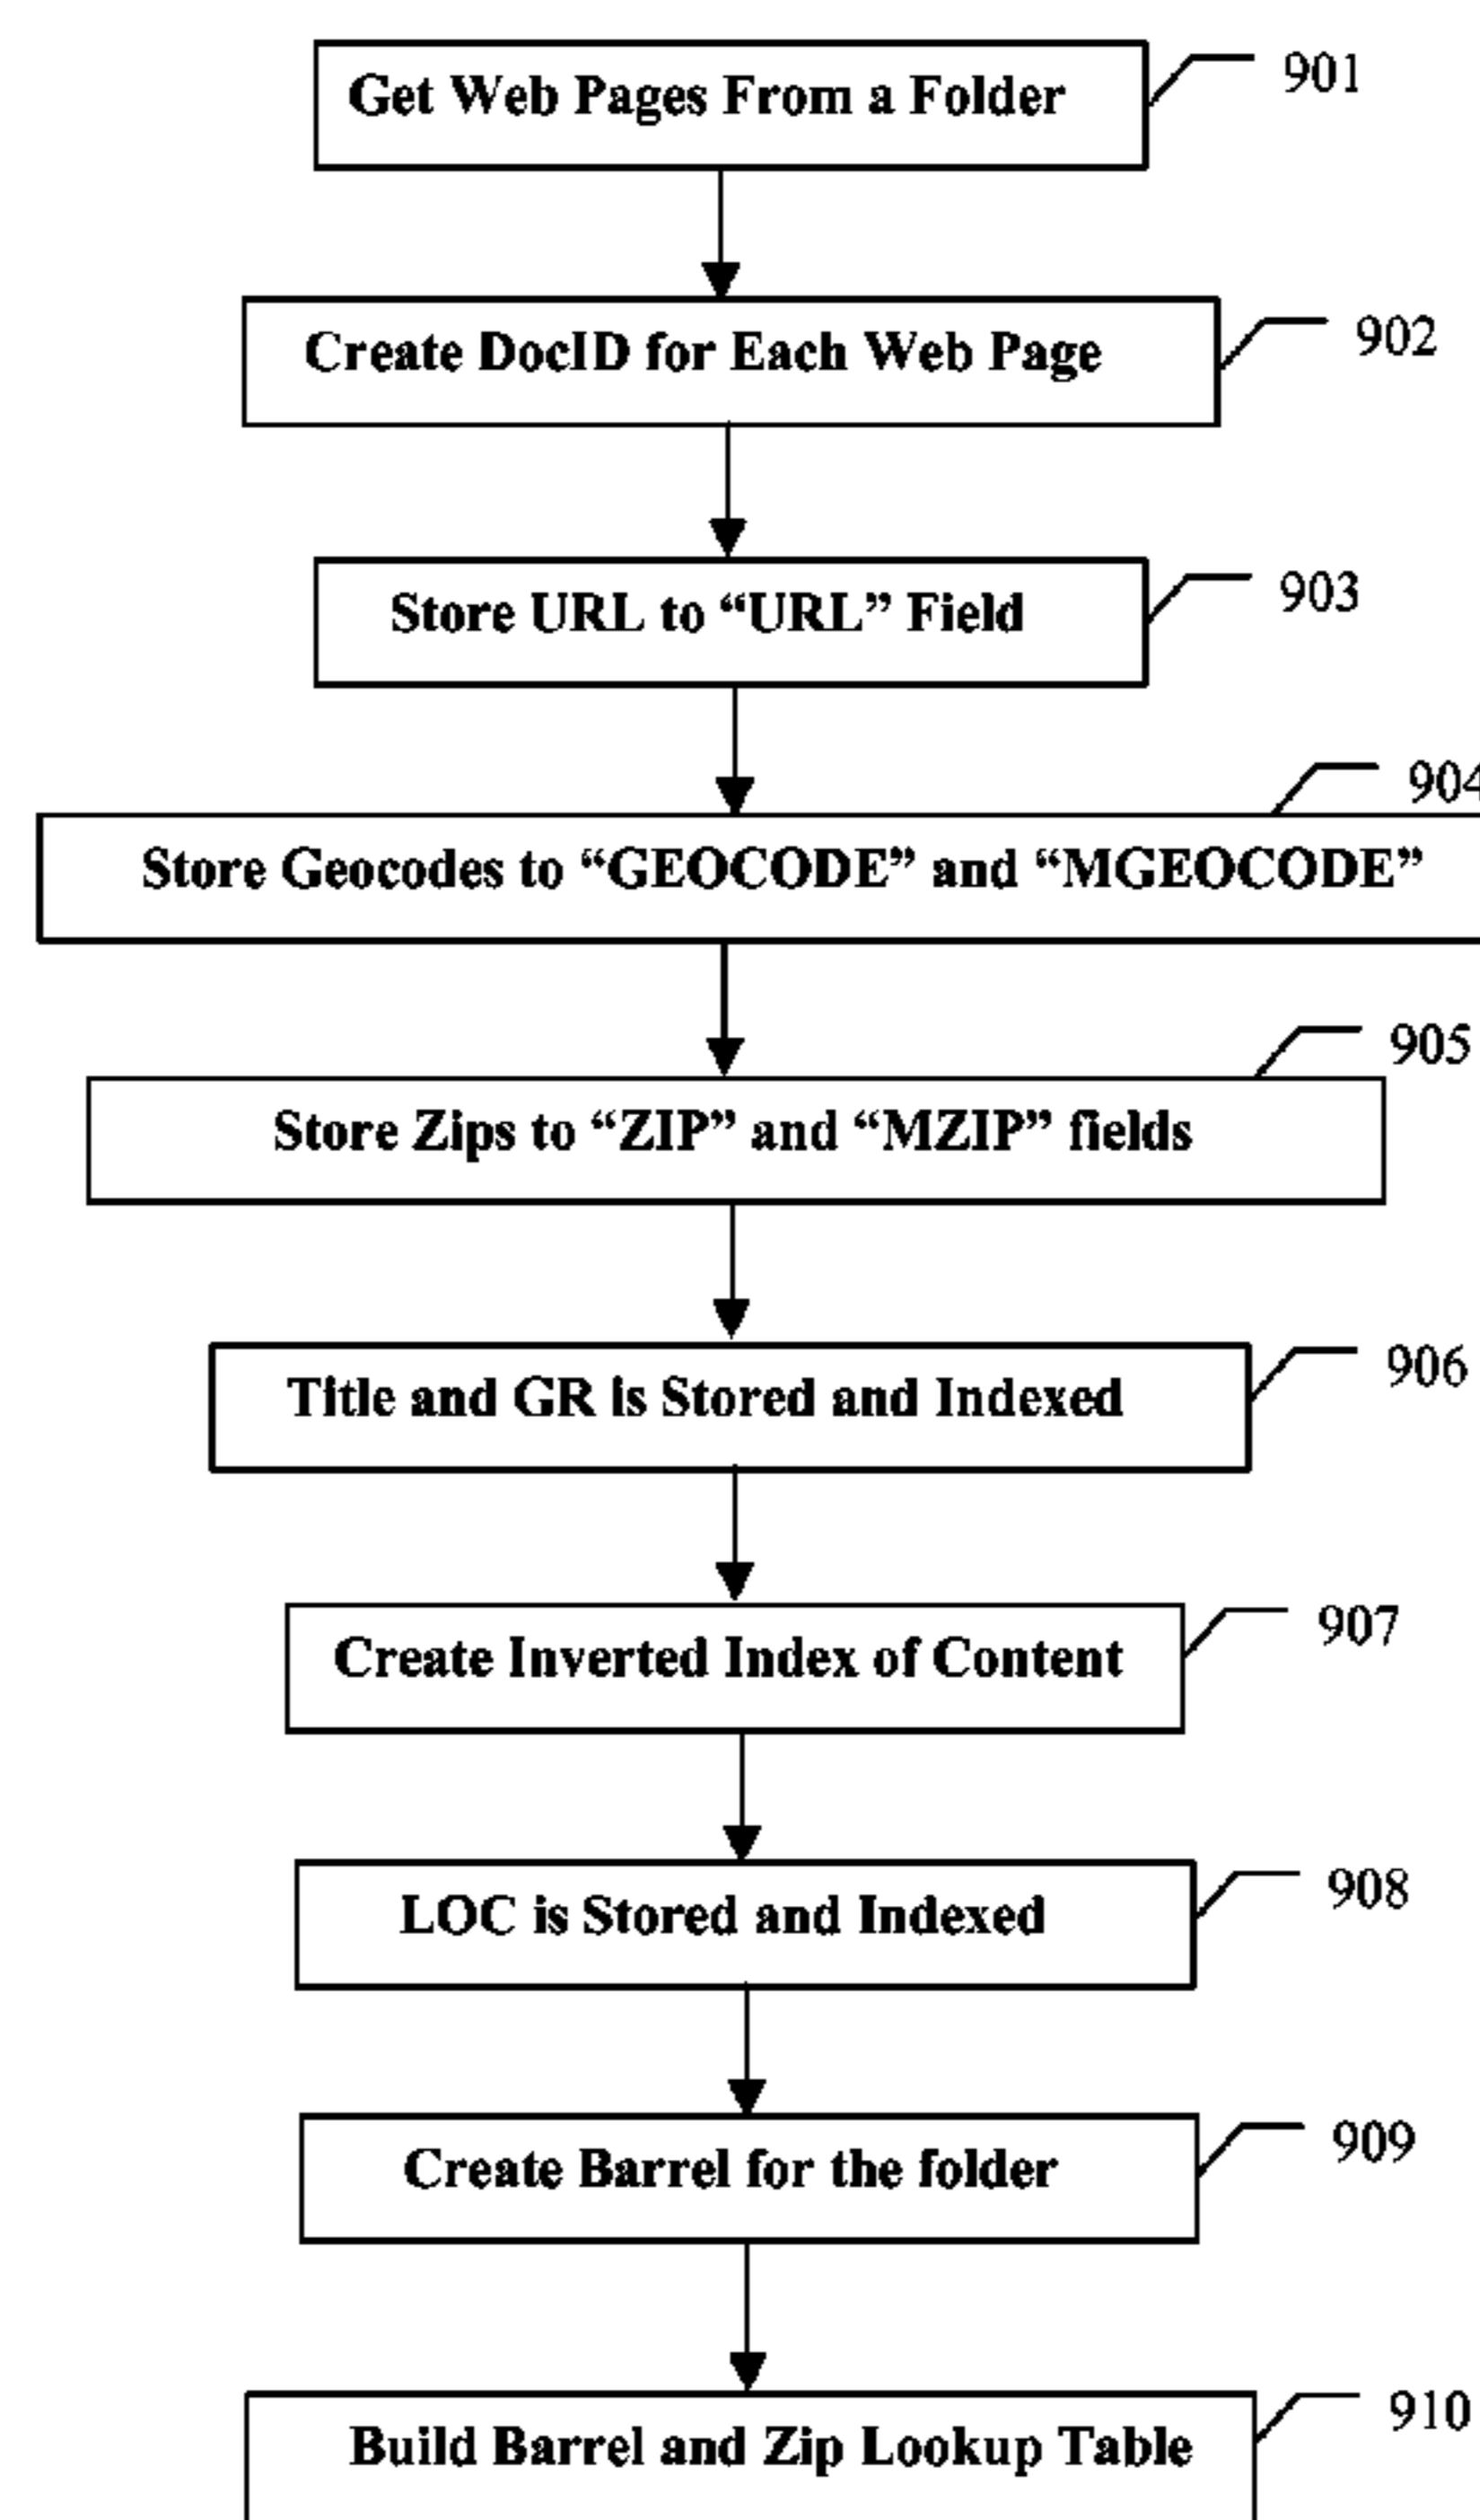 Get Web Pages From a Folder
901
Create DocID for Each Web Page
902
Store URL to “URL” Field
903
904
Store Geocodes to “GEOCODE” and “MGEOCODE”
905
Store Zips to “ZIP” and “MZIP” fields
Title and GR is Stored and Indexed
906
Create Inverted Index of Content
907
LOC is Stored and Indexed
908
Create Barrel for the folder
909
Build Barrel and Zip Lookup Table
910